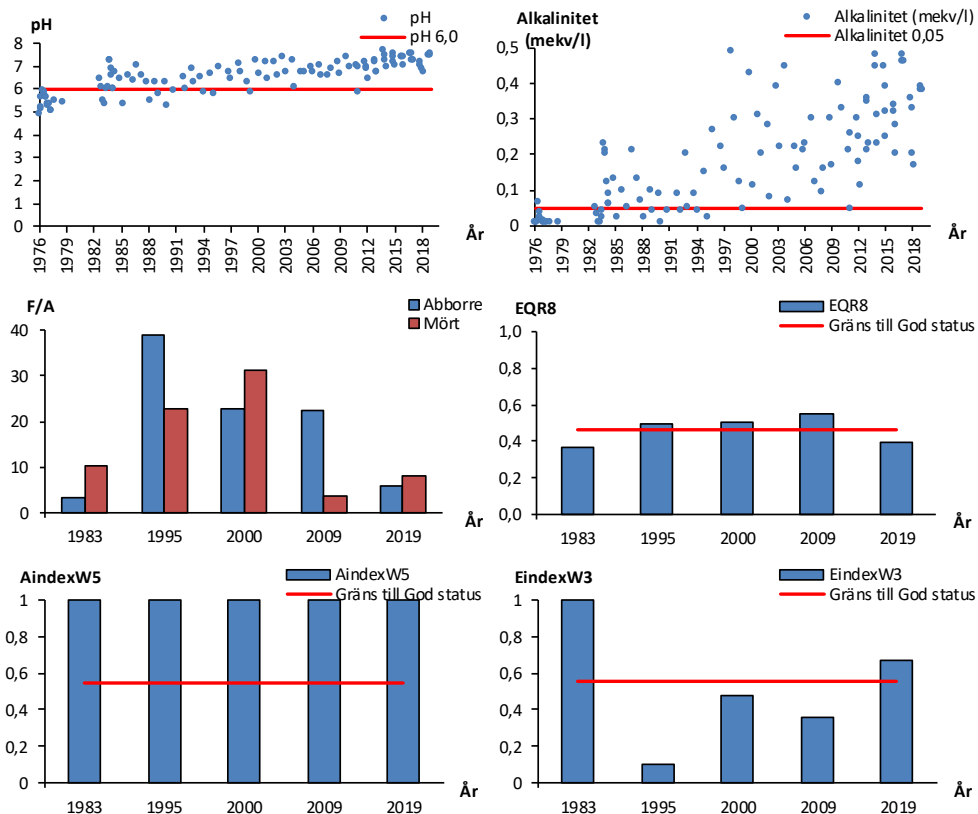 pH
pH
pH 6,0
8
7
6
5
4
3
2
1
0
1976
1979
1982
1985
1988
1991
1994
1997
2000
2003
2006
2009
2012
2015
2018
År
Alkalinitet
(mekv/l)
Alkalinitet (mekv/l)
Alkalinitet 0,05
0,5
0,4
0,3
0,2
0,1
0
1976
1979
1982
1985
1988
1991
1994
1997
2000
2003
2006
2009
2012
2015
2018
År
F/A
Abborre
Mört
40
30
20
10
0
1983 1995 2000 2009 2019
År
EQR8
EQR8
Gräns till God status
1,0
0,8
0,6
0,4
0,2
0,0
1983 1995 2000 2009 2019
År
AindexW5
AindexW5
Gräns till God status
1
0,8
0,6
0,4
0,2
0
1983 1995 2000 2009 2019
År
EindexW3
EindexW3
Gräns till God status
1
0,8
0,6
0,4
0,2
0
1983 1995 2000 2009 2019
År